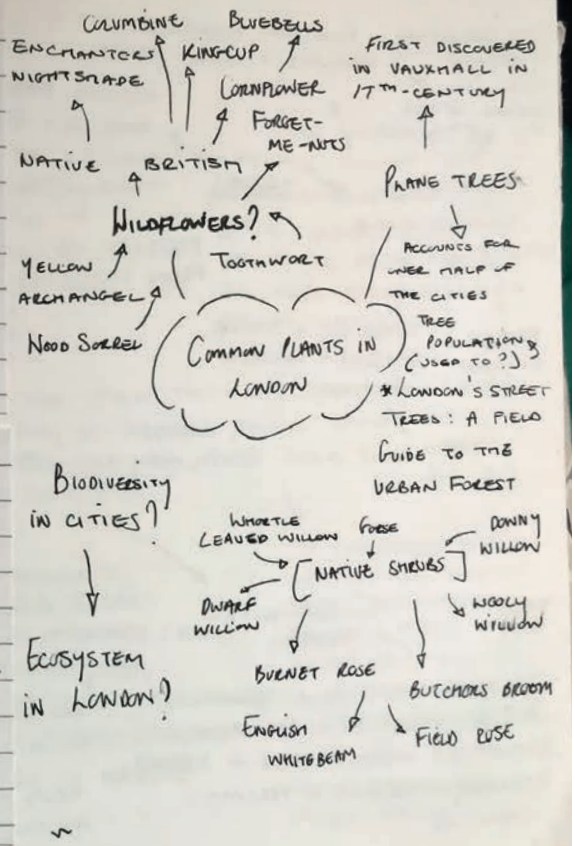 COLUMBINE
BLUEBELLS
ENCHANTERS
NIGHTSHADE
KINGCUP
CORNFLOWER
FORGET-
ME-NOTS
FIRST DISCOVERED
IN VAUXHALL IN
17TH-CENTURY
NATIVE BRITISH
WILDFLOWERS?
PLANE TREES
YELLOW
ARCHANGEL
TOOTHWORT
WOOD SORREL
ACCOUNTS FOR
OVER HALF OF
THE CITIES
TREE
POPULATION*
(USED TO?)
COMMON PLANTS IN
LONDON
*LONDON'S STREET
TREES: A FIELD
GUIDE TO THE
URBAN FOREST
BIODIVERSITY
IN CITIES?
ECOSYSTEM
IN LONDON?
WHORTLE
LEAVED WILLOW
GORSE
DOWNY
WILLOW
[NATIVE SHRUBS]
DWARF
WILLOW
WOOLY
WILLOW
BURNET ROSE
BUTCHORS BROOM
ENGLISH
WHITEBEAM
FIELD ROSE